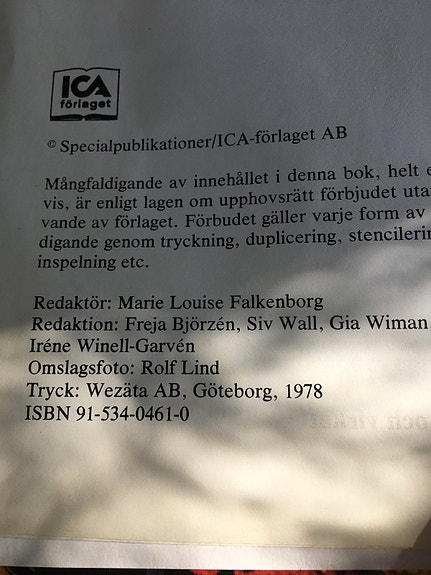 ICA
förlaget
© Specialpublikationer/ICA-förlaget AB
Mångfaldigande av innehållet i denna bok, helt
vis, är enligt lagen om upphovsrätt förbjudet utan
vande av förlaget. Förbudet gäller varje form av
digande genom tryckning, duplicering, stencilerin
inspelning etc.
Redaktör: Marie Louise Falkenborg
Redaktion: Freja Björzén, Siv Wall, Gia Wiman
Iréne Winell-Garvén
Omslagsfoto: Rolf Lind
Tryck: Wezäta AB, Göteborg, 1978
ISBN 91-534-0461-0